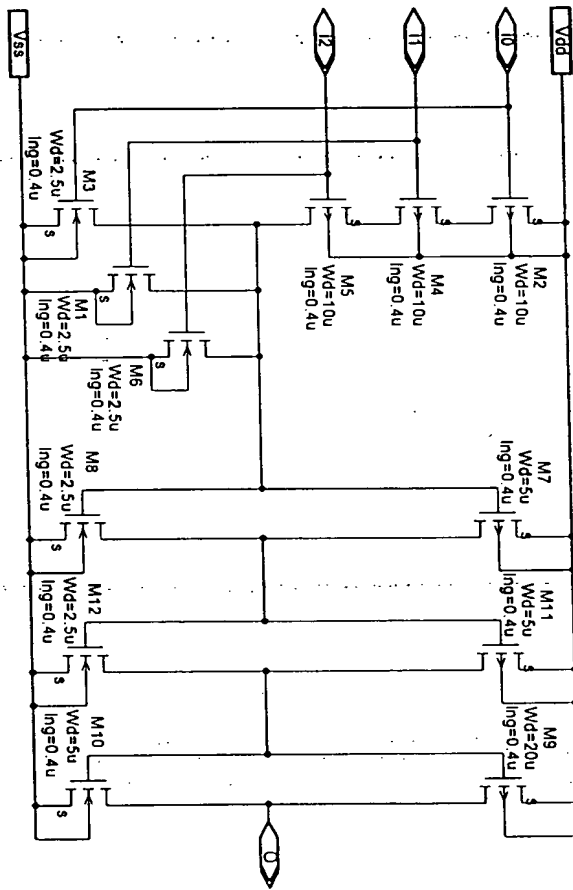 Vdd
I0
I1
I2
Vss
s
M2
Wd=10u
lng=0.4u
s
M4
Wd=10u
lng=0.4u
s
M5
Wd=10u
lng=0.4u
M3
Wd=2.5u
lng=0.4u
s
M1
Wd=2.5u
lng=0.4u
s
M6
Wd=2.5u
lng=0.4u
s
M7
Wd=5u
lng=0.4u
s
M8
Wd=2.5u
lng=0.4u
s
M11
Wd=5u
lng=0.4u
s
M12
Wd=2.5u
lng=0.4u
s
M9
Wd=20u
lng=0.4u
s
M10
Wd=5u
lng=0.4u
s